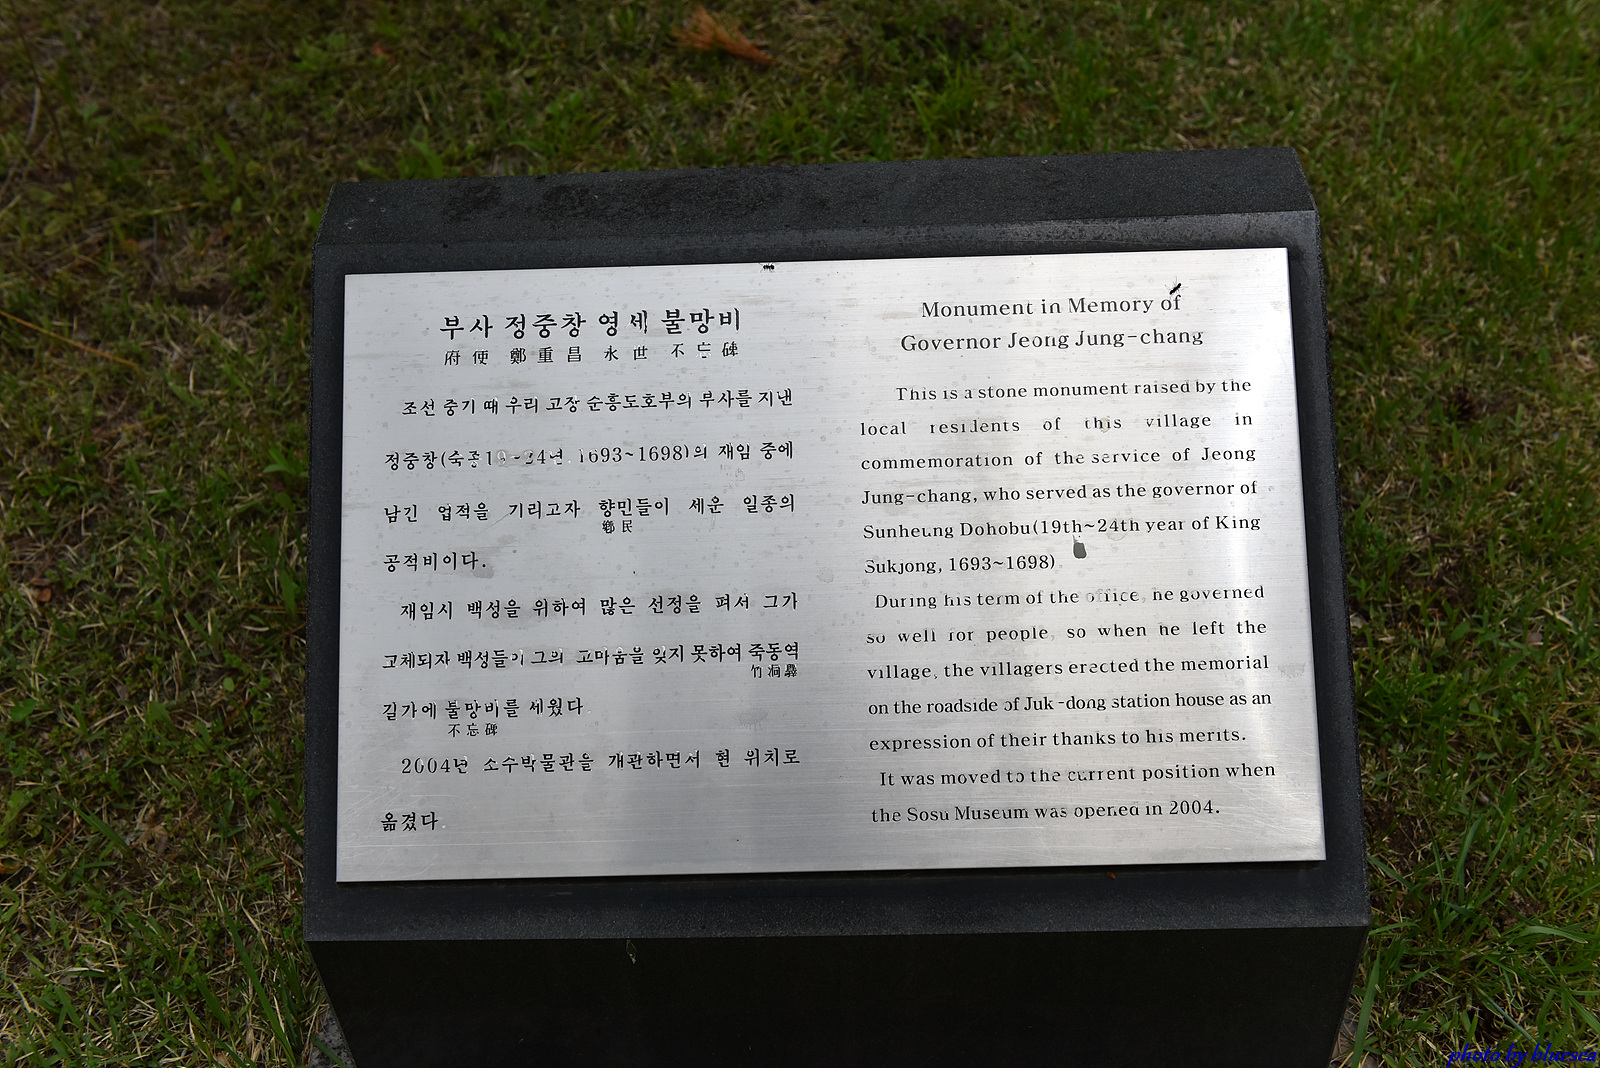 부사 정중창 영세 불망비
府使 鄭重昌 永世 不忘碑
조선 중기 때 우리 고장 순흥도호부의 부사를 지낸
정중창(숙종19~24년, 1693~1698)의 재임 중에
남긴 업적을 기리고자 향민들이 세운 일종의
鄕民
공적비이다.
재임시 백성을 위하여 많은 선정을 펴서 그가
교체되자 백성들이 그의 고마움을 잊지 못하여 죽동역
竹洞驛
길가에 불망비를 세웠다
不忘碑
2004년 소수박물관을 개관하면서 현 위치로
옮겼다
Monument in Memory of
Governor Jeong Jung-chang
This is a stone monument raised by the
local residents of this village in
commemoration of the service of Jeong
Jung-chang, who served as the governor of
Sunheung Dohobu(19th~24th year of King
Sukjong, 1693~1698)
During his term of the office, he governed
so well for people, so when he left the
village, the villagers erected the memorial
on the roadside of Juk-dong station house as an
expression of their thanks to his merits.
It was moved to the current position when
the Sosu Museum was opened in 2004.
photo by bluesea